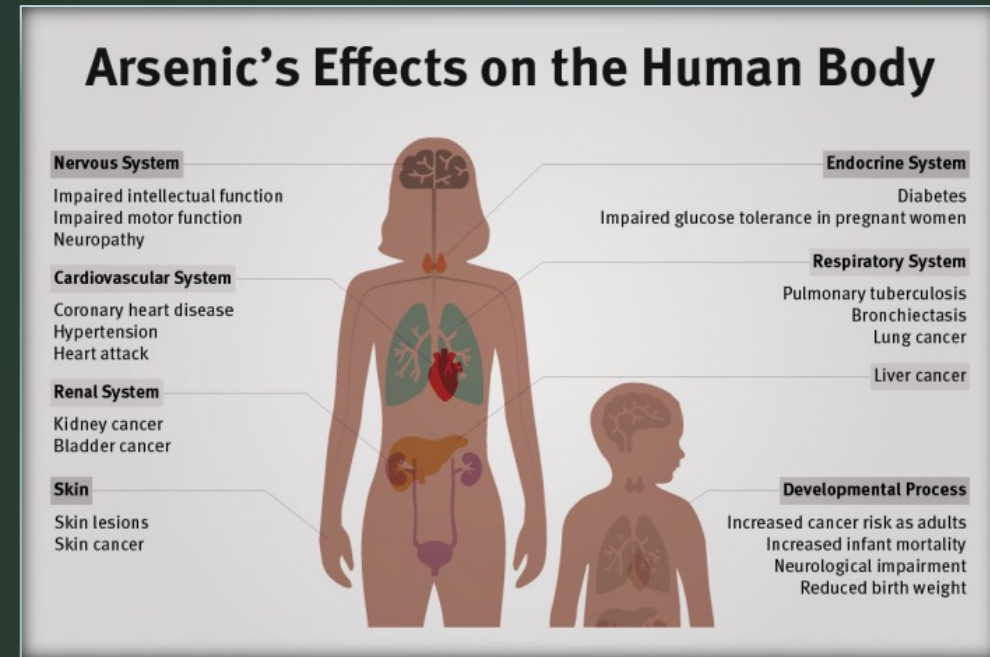 Arsenic’s Effects on the Human Body
Nervous System
Impaired intellectual function
Impaired motor function
Neuropathy
Cardiovascular System
Coronary heart disease
Hypertension
Heart attack
Renal System
Kidney cancer
Bladder cancer
Skin
Skin lesions
Skin cancer
Endocrine System
Diabetes
Impaired glucose tolerance in pregnant women
Respiratory System
Pulmonary tuberculosis
Bronchiectasis
Lung cancer
Liver cancer
Developmental Process
Increased cancer risk as adults
Increased infant mortality
Neurological impairment
Reduced birth weight